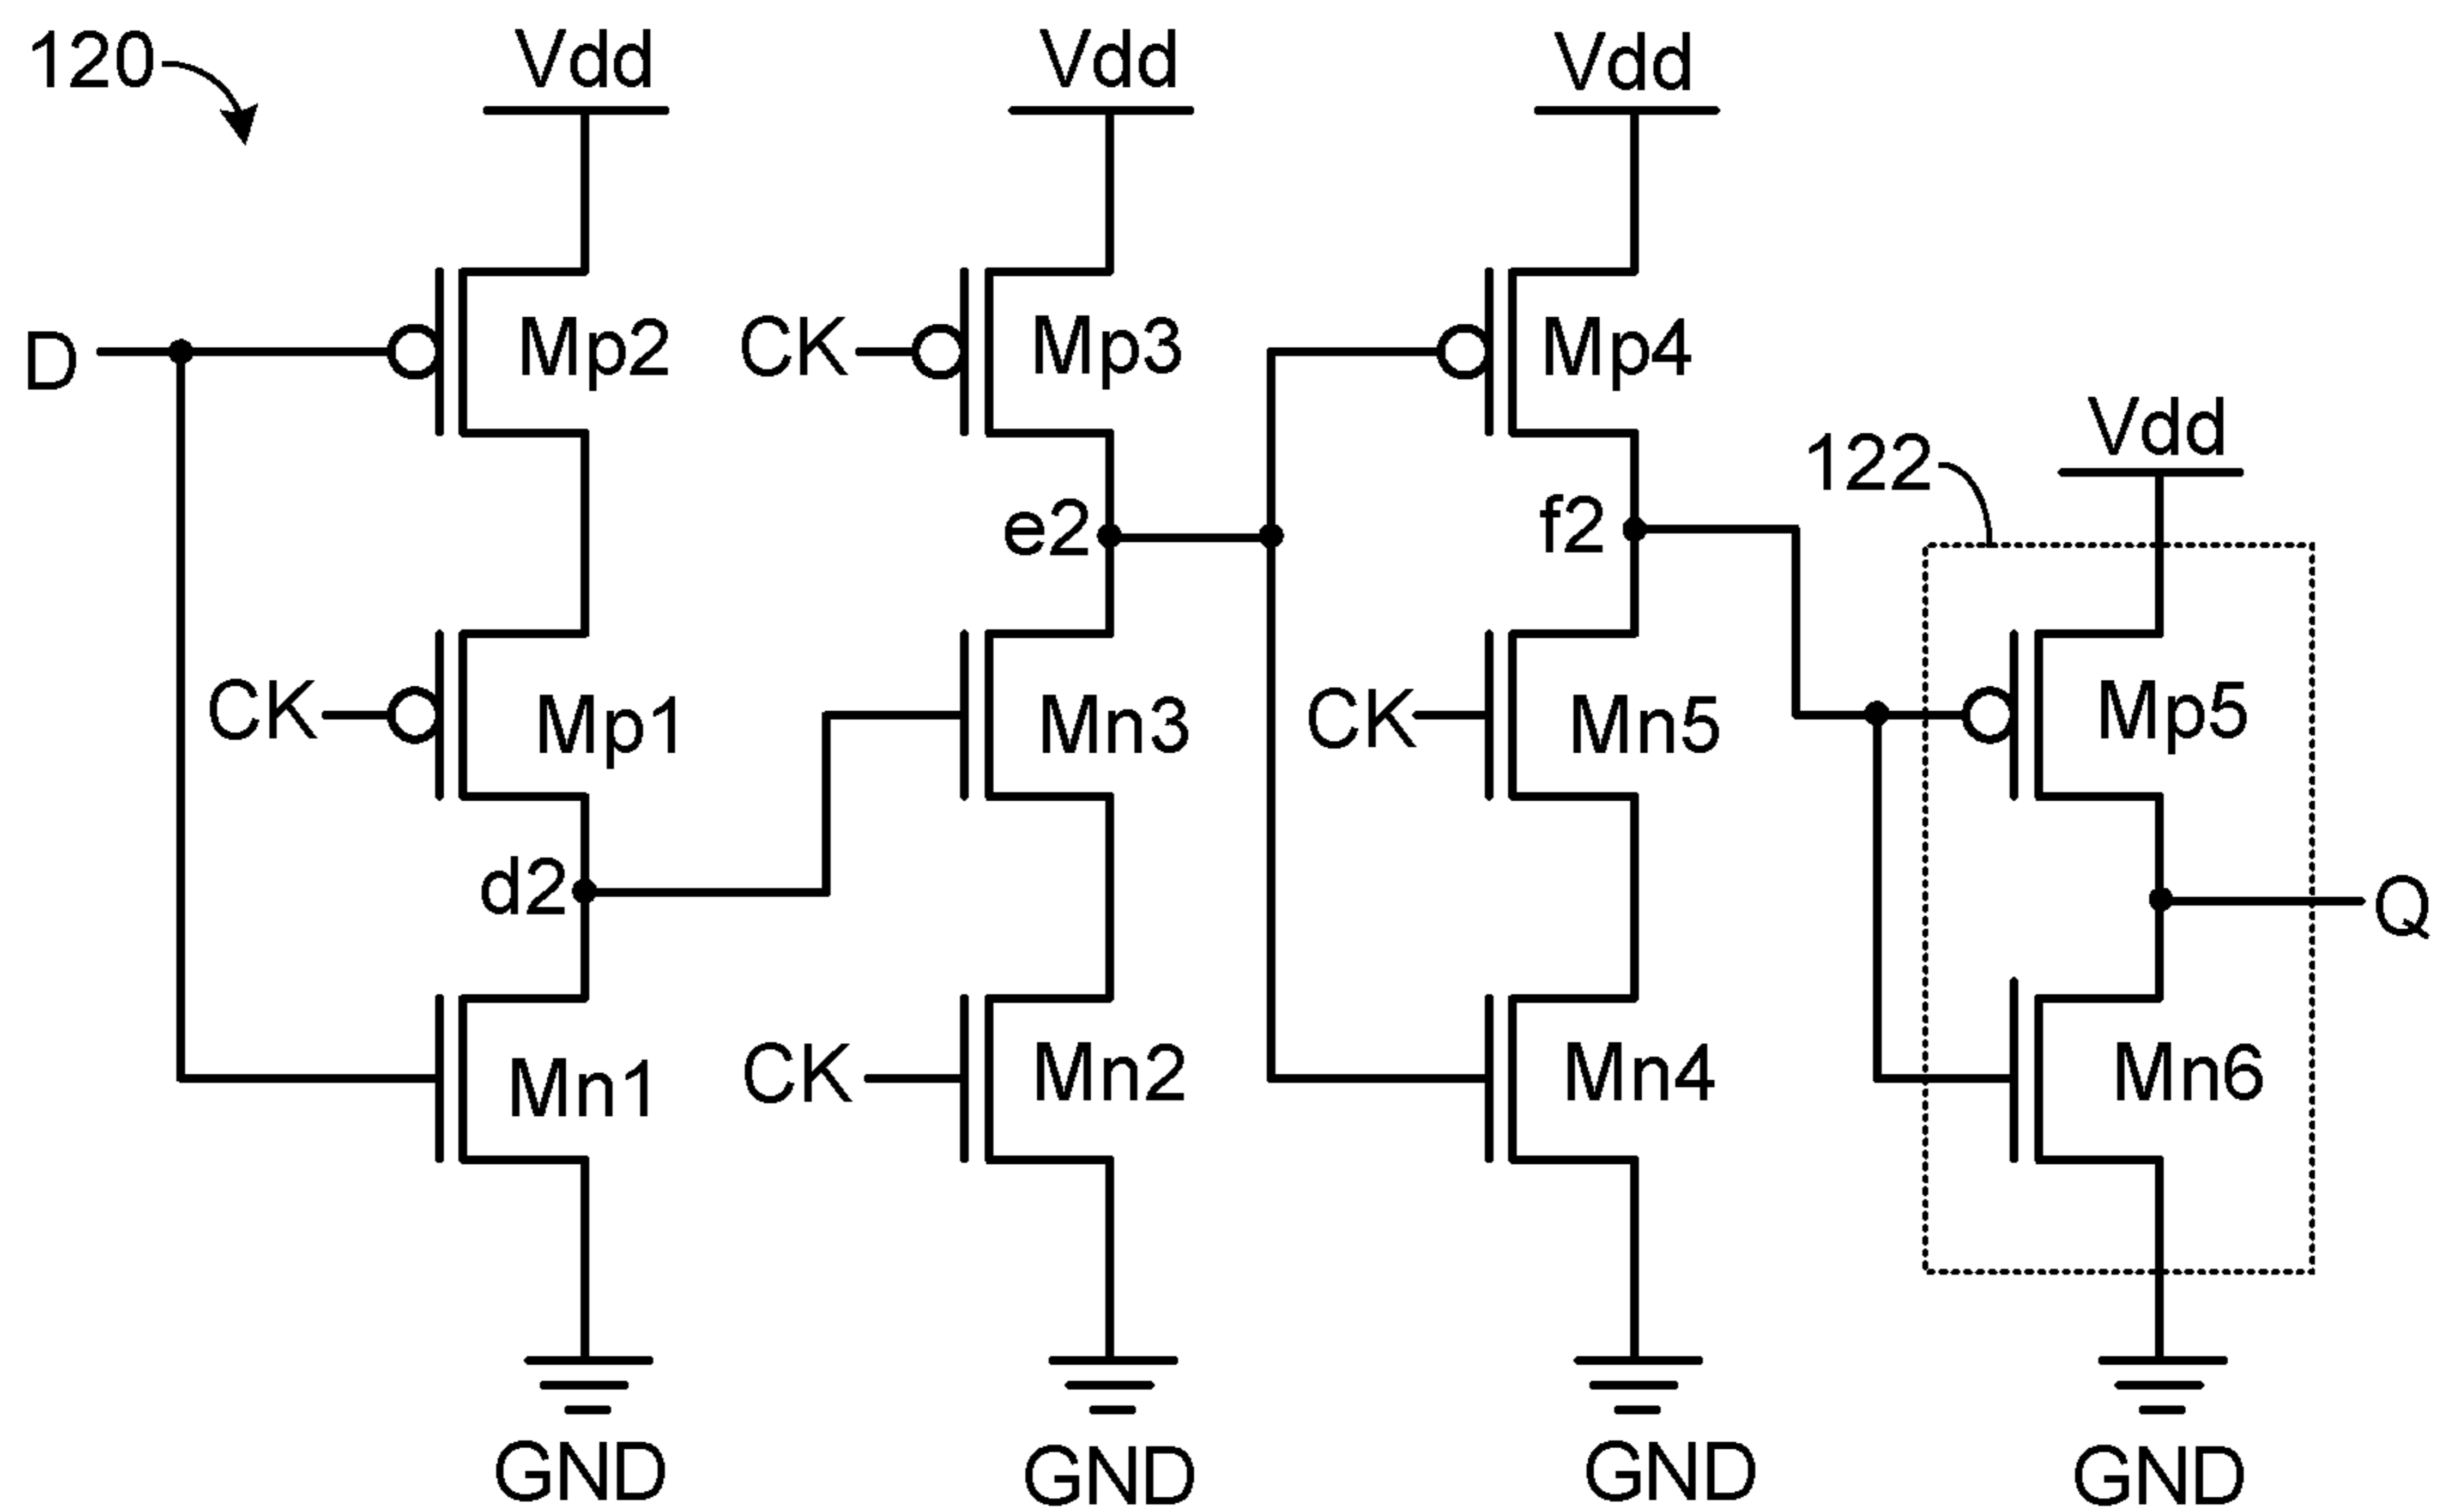 120
Vdd
Vdd
Vdd
D
Mp2
CK
Mp3
Mp4
Vdd
122
e2
f2
CK
Mp1
Mn3
CK
Mn5
Mp5
d2
Q
Mn1
CK
Mn2
Mn4
Mn6
GND
GND
GND
GND